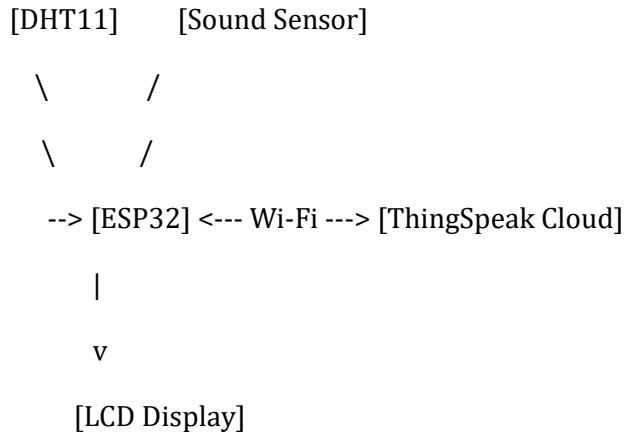 [DHT11] [Sound Sensor]
\ /
\ /
--> [ESP32] <--- Wi-Fi ---> [ThingSpeak Cloud]
|
v
[LCD Display]